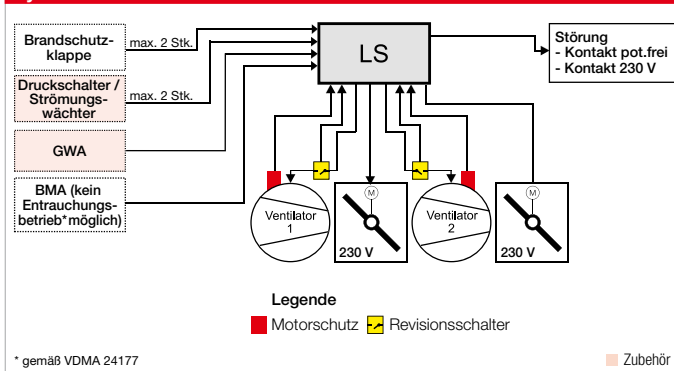 Brandschutz-
klappe
max. 2 Stk.
Druckschalter /
Strömungs-
wächter
max. 2 Stk.
GWA
BMA (kein
Entrauchungs-
betrieb*möglich)
LS
Störung
- Kontakt pot.frei
- Kontakt 230 V
Ventilator
1
M
230 V
Ventilator
2
M
230 V
Legende
Motorschutz
Revisionsschalter
* gemäß VDMA 24177
Zubehör